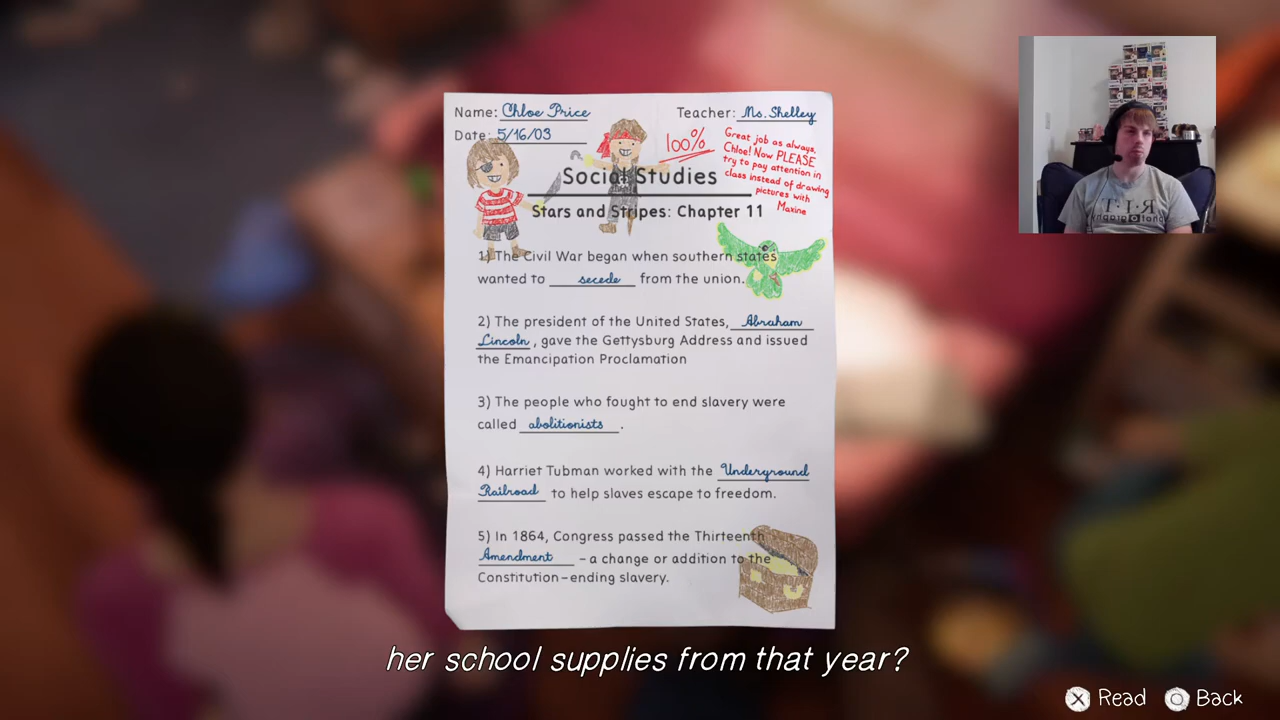 Name: Chloe Price
Teacher: Ms. Shelley
Date: 5/16/03
100%
Great job as always,
Chloe! Now PLEASE
try to pay attention in
class instead of drawing
pictures with
Maxine
Social Studies
Stars and Stripes: Chapter 11
1) The Civil War began when southern states
wanted to secede from the union.
2) The president of the United States, Abraham
Lincoln, gave the Gettysburg Address and issued
the Emancipation Proclamation
3) The people who fought to end slavery were
called abolitionists.
4) Harriet Tubman worked with the Underground
Railroad to help slaves escape to freedom.
5) In 1864, Congress passed the Thirteenth
Amendment – a change or addition to the
Constitution – ending slavery.
her school supplies from that year?
X Read O Back